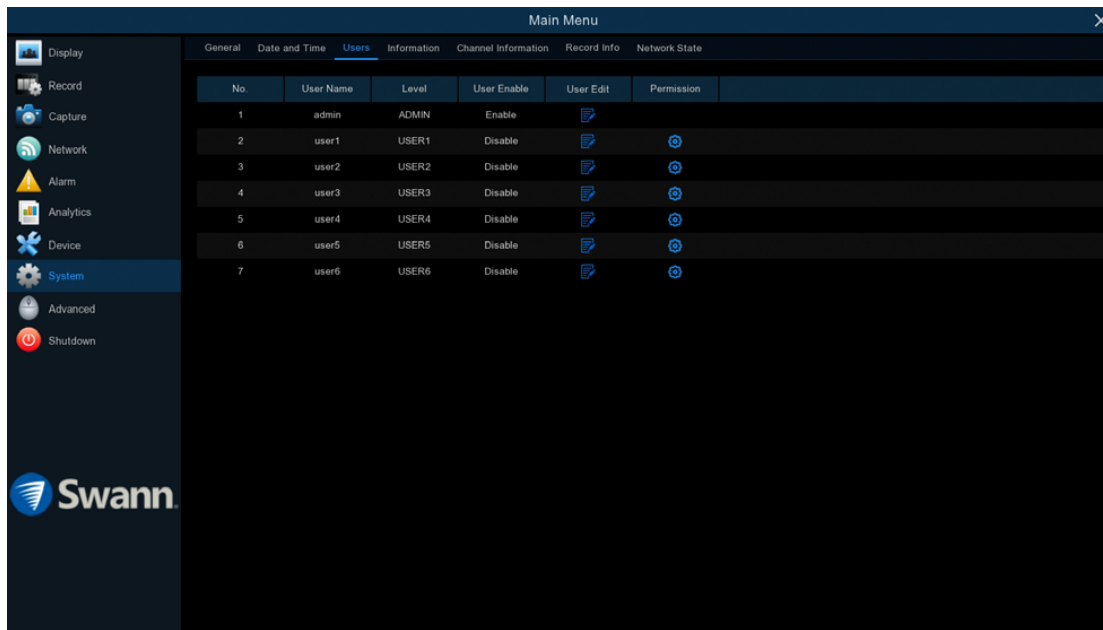 Main Menu
Display
Record
Capture
Network
Alarm
Analytics
Device
System
Advanced
Shutdown
Swann.
General Date and Time Users Information Channel Information Record Info Network State
No. User Name Level User Enable User Edit Permission
1 admin ADMIN Enable
2 user1 USER1 Disable
3 user2 USER2 Disable
4 user3 USER3 Disable
5 user4 USER4 Disable
6 user5 USER5 Disable
7 user6 USER6 Disable